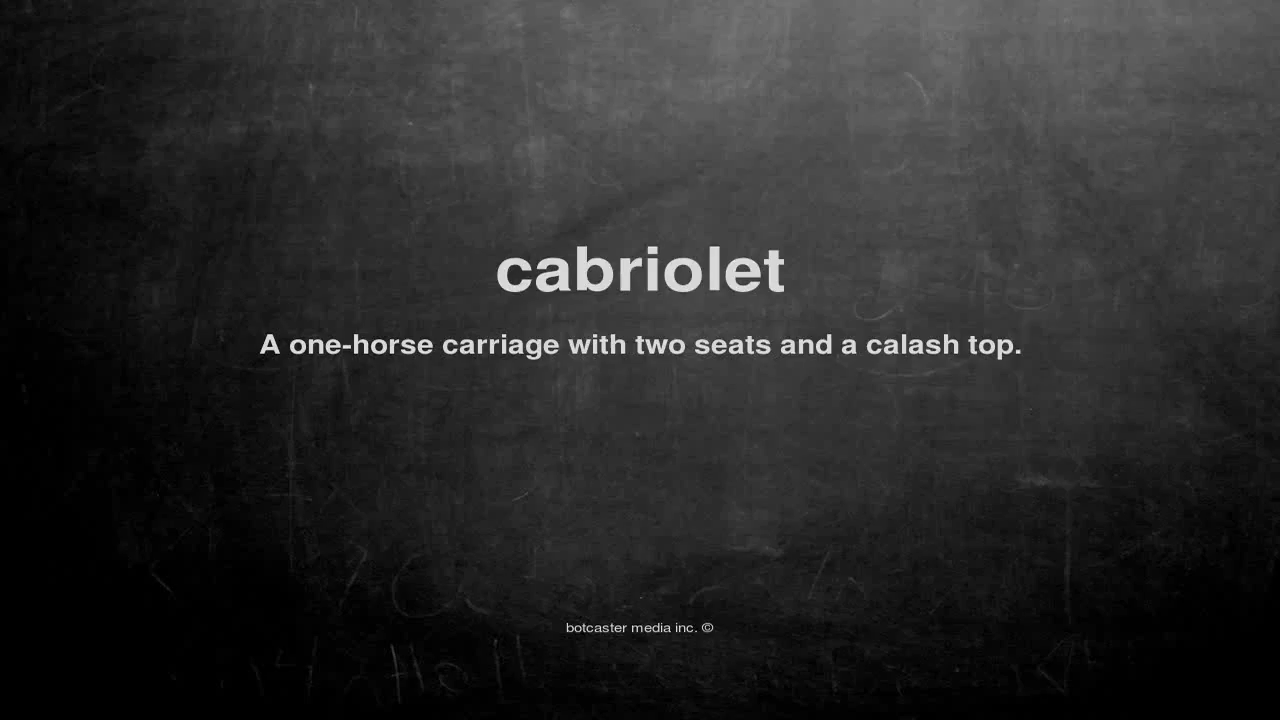 cabriolet
A one-horse carriage with two seats and a calash top.
botcaster media inc. ©